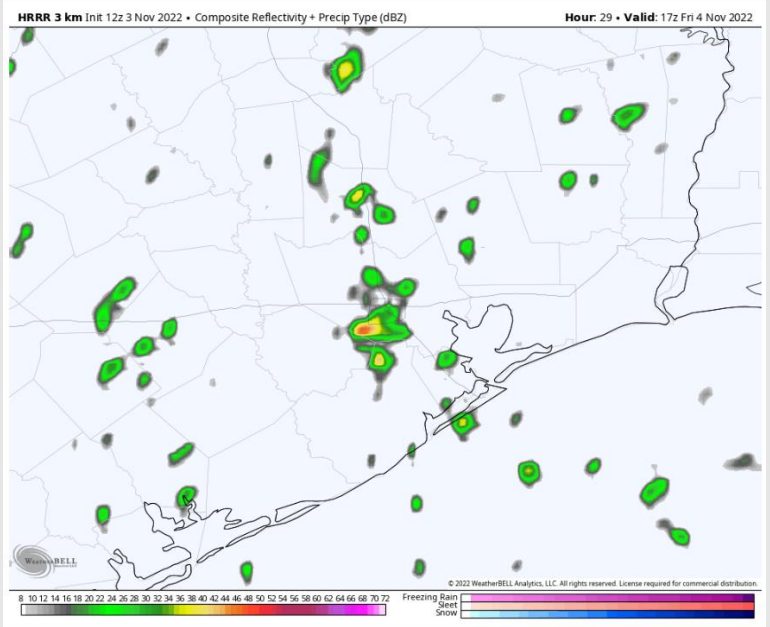 HRRR 3 km Init 12z 3 Nov 2022 • Composite Reflectivity + Precip Type (dBZ) Hour: 29 • Valid: 17z Fri 4 Nov 2022
WeatherBELL
© 2022 WeatherBELL Analytics, LLC. All rights reserved. License required for commercial distribution.
8 10 12 14 16 18 20 22 24 26 28 30 32 34 36 38 40 42 44 46 48 50 52 54 56 58 60 62 64 66 68 70 72
Freezing Rain
Sleet
Snow